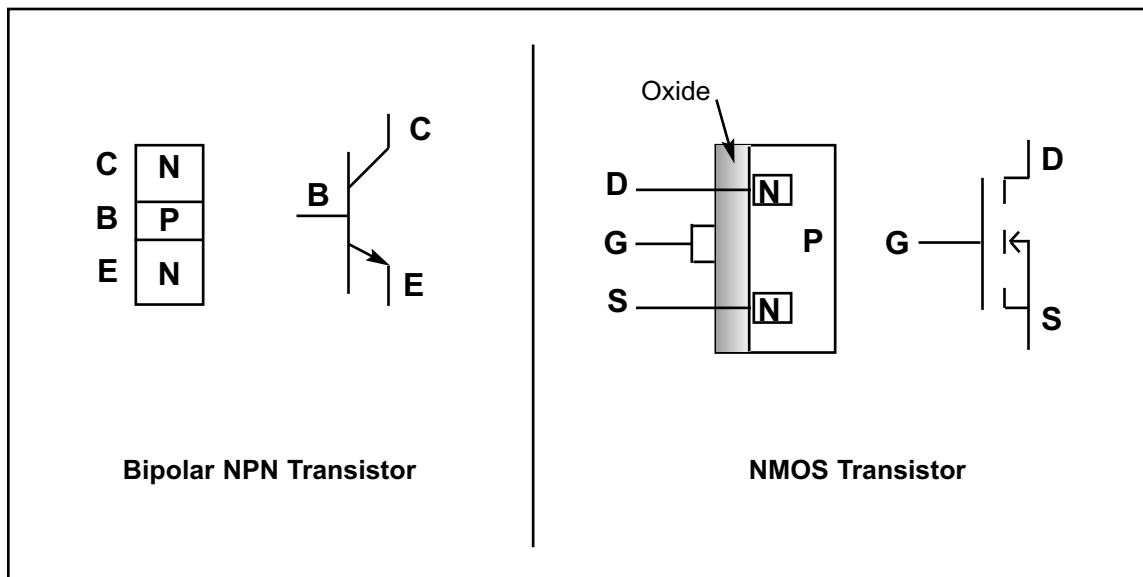 C
N
B
P
E
N
C
B
E
Bipolar NPN Transistor
Oxide
D
N
G
P
S
N
D
G
S
NMOS Transistor